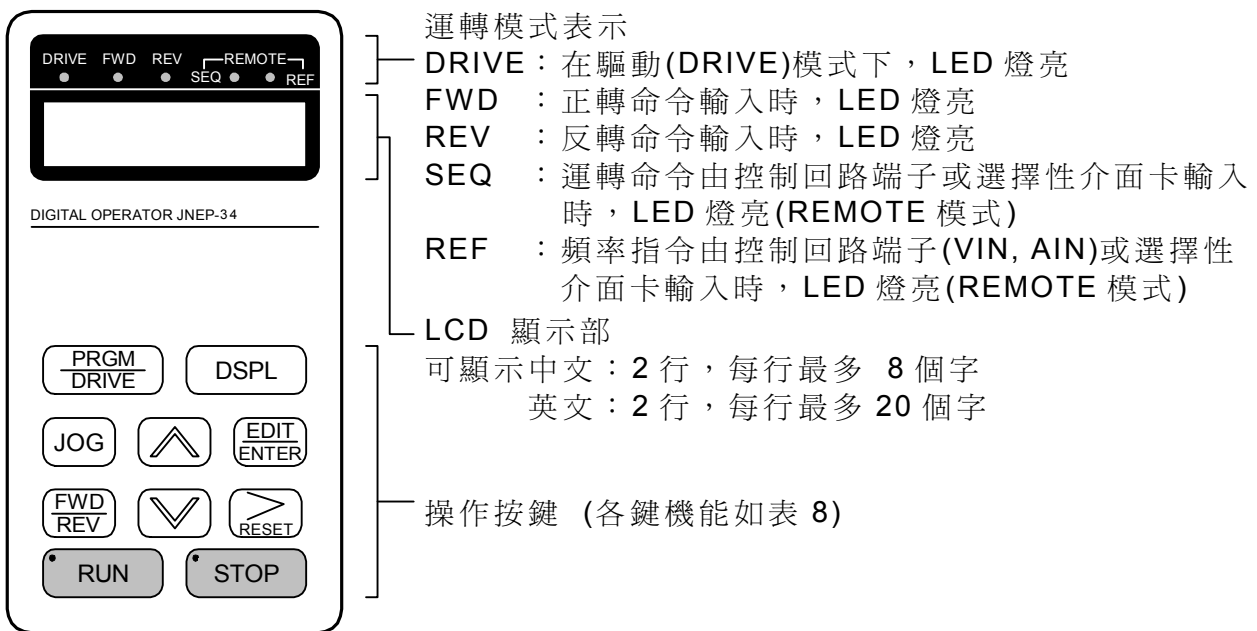 DRIVE FWD REV REMOTE
SEQ REF
DIGITAL OPERATOR JNEP-34
PRGM
DRIVE
DSPL
JOG
EDIT
ENTER
FWD
REV
RESET
RUN
STOP
運轉模式表示
DRIVE：在驅動(DRIVE)模式下，LED 燈亮
FWD ：正轉命令輸入時，LED 燈亮
REV ：反轉命令輸入時，LED 燈亮
SEQ ：運轉命令由控制回路端子或選擇性介面卡輸入
時，LED 燈亮(REMOTE 模式)
REF ：頻率指令由控制回路端子(VIN, AIN)或選擇性
介面卡輸入時，LED 燈亮(REMOTE 模式)
LCD 顯示部
可顯示中文：2 行，每行最多 8 個字
英文：2 行，每行最多 20 個字
操作按鍵 (各鍵機能如表 8)